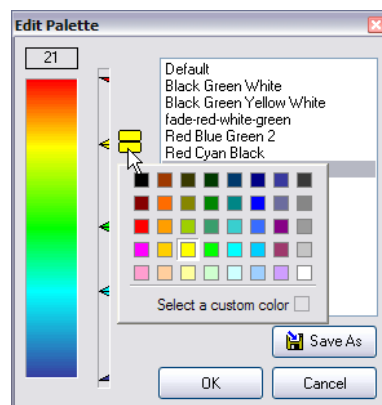 Edit Palette
21
Default
Black Green White
Black Green Yellow White
fade-red-white-green
Red Blue Green 2
Red Cyan Black
Select a custom color
Save As
OK
Cancel